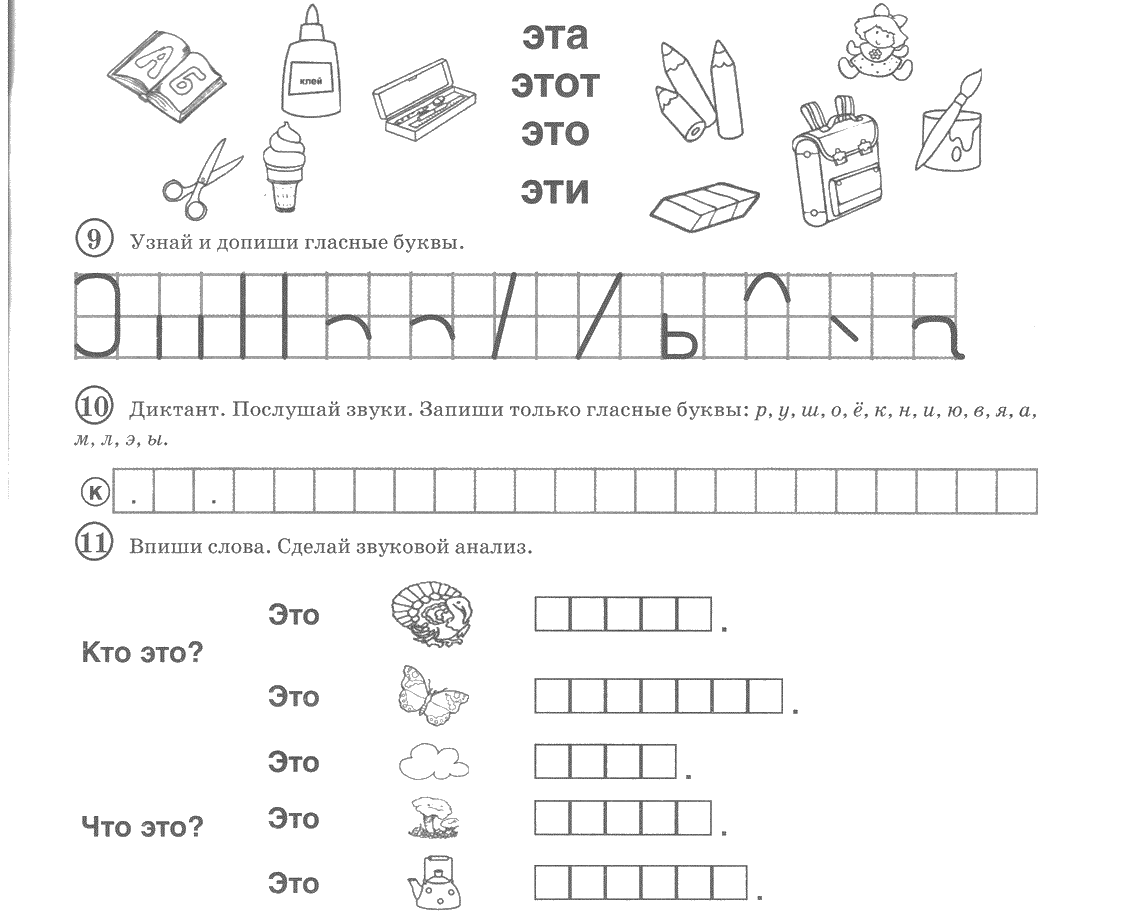 эта
этот
это
эти
клей
А Б
9 Узнай и допиши гласные буквы.
10 Диктант. Послушай звуки. Запиши только гласные буквы: р, у, ш, о, ё, к, н, и, ю, в, я, а,
м, л, э, ы.
К . .
11 Впиши слова. Сделай звуковой анализ.
Кто это?
Это .
Это .
Что это?
Это .
Это .
Это .